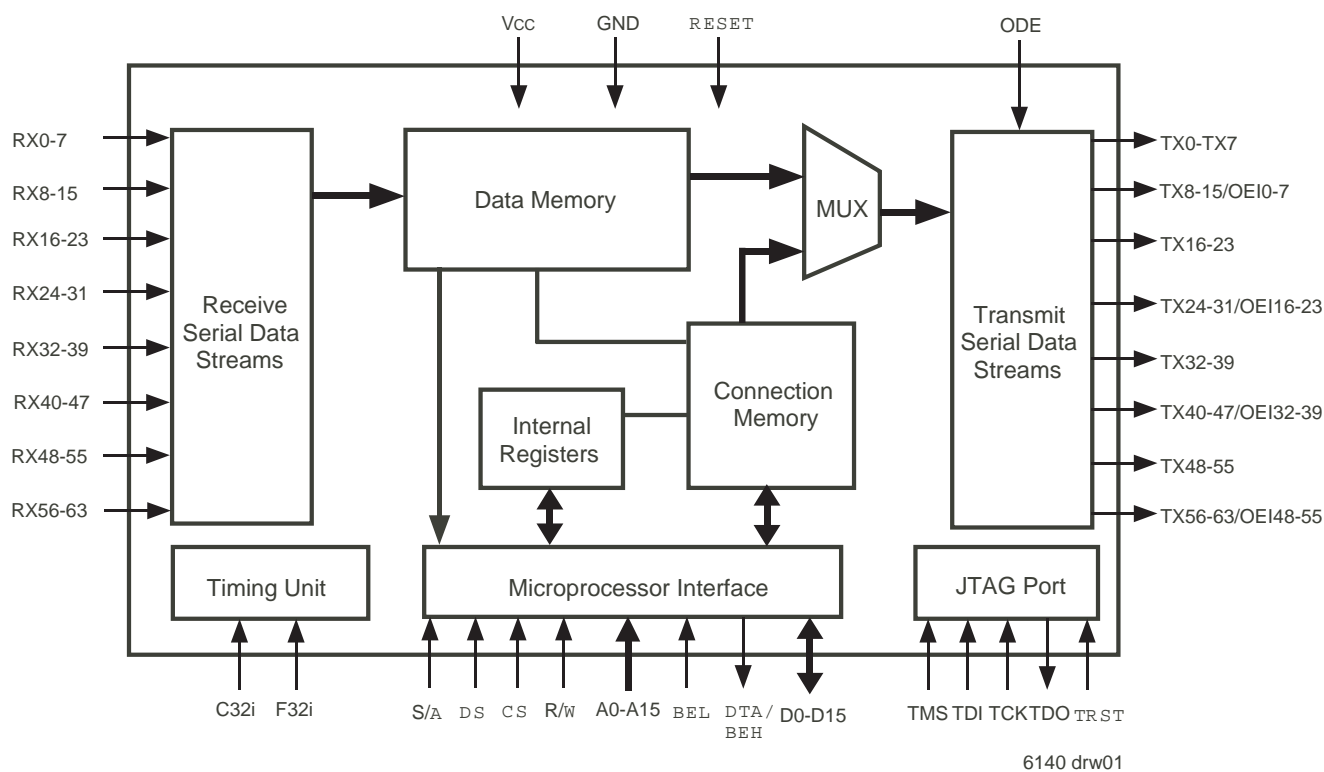 Vcc
GND
RESET
ODE
RX0-7
RX8-15
RX16-23
RX24-31
RX32-39
RX40-47
RX48-55
RX56-63
Receive
Serial Data
Streams
Data Memory
MUX
Transmit
Serial Data
Streams
TX0-TX7
TX8-15/OEI0-7
TX16-23
TX24-31/OEI16-23
TX32-39
TX40-47/OEI32-39
TX48-55
TX56-63/OEI48-55
Connection
Memory
Internal
Registers
Timing Unit
Microprocessor Interface
JTAG Port
C32i
F32i
S/A
DS
CS
R/W
A0-A15
BEL
DTA/
BEH
D0-D15
TMS
TDI
TCK
TDO
TRST
6140 drw01